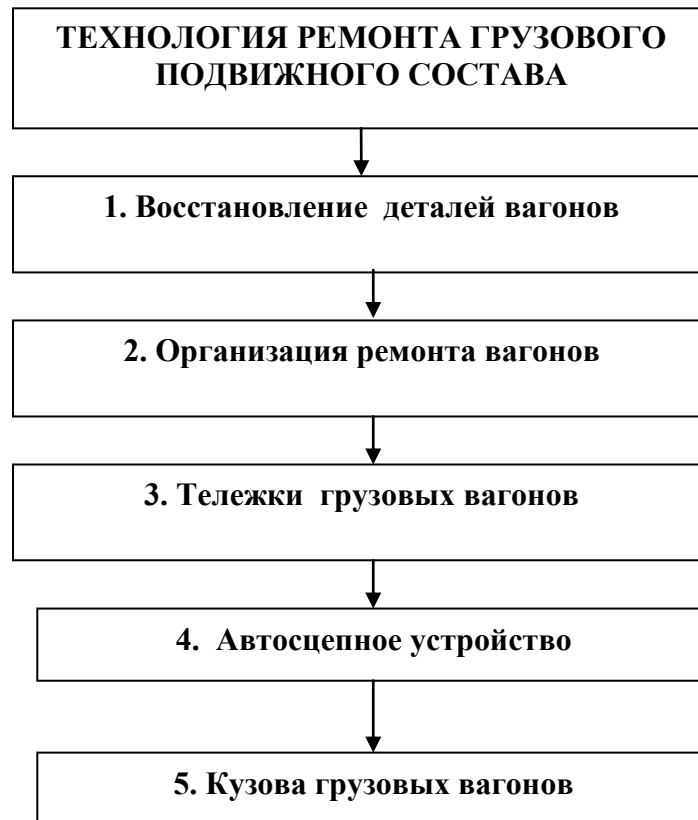 ТЕХНОЛОГИЯ РЕМОНТА ГРУЗОВОГО
ПОДВИЖНОГО СОСТАВА
1. Восстановление деталей вагонов
2. Организация ремонта вагонов
3. Тележки грузовых вагонов
4. Автосцепное устройство
5. Кузова грузовых вагонов